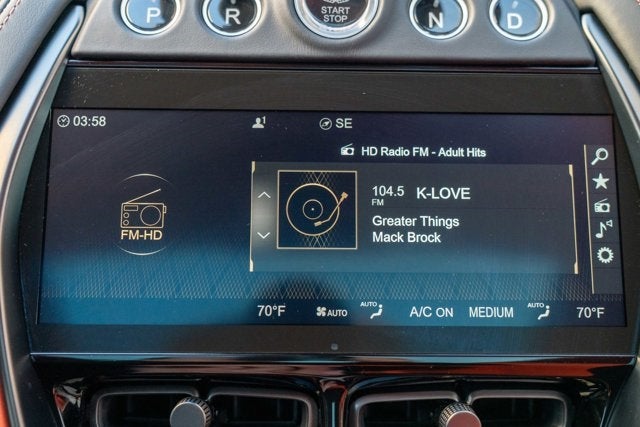 P R START STOP N D
03:58 1 SE
HD Radio FM - Adult Hits
104.5 K-LOVE
FM
Greater Things
Mack Brock
FM-HD
70°F AUTO AUTO A/C ON MEDIUM AUTO 70°F